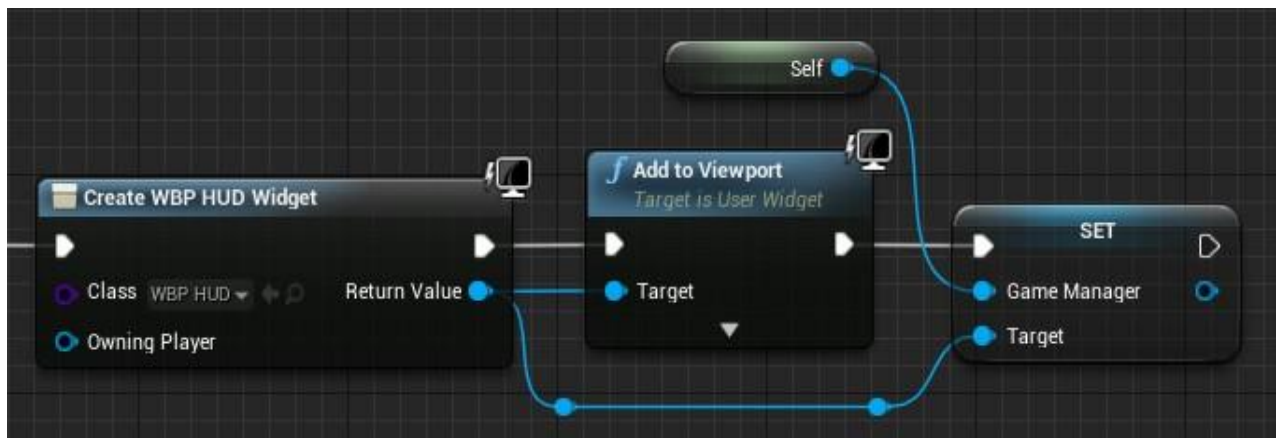 Self
Add to Viewport
Target is User Widget
Create WBP HUD Widget
SET
Class WBP HUD
Return Value
Target
Game Manager
Owning Player
Target